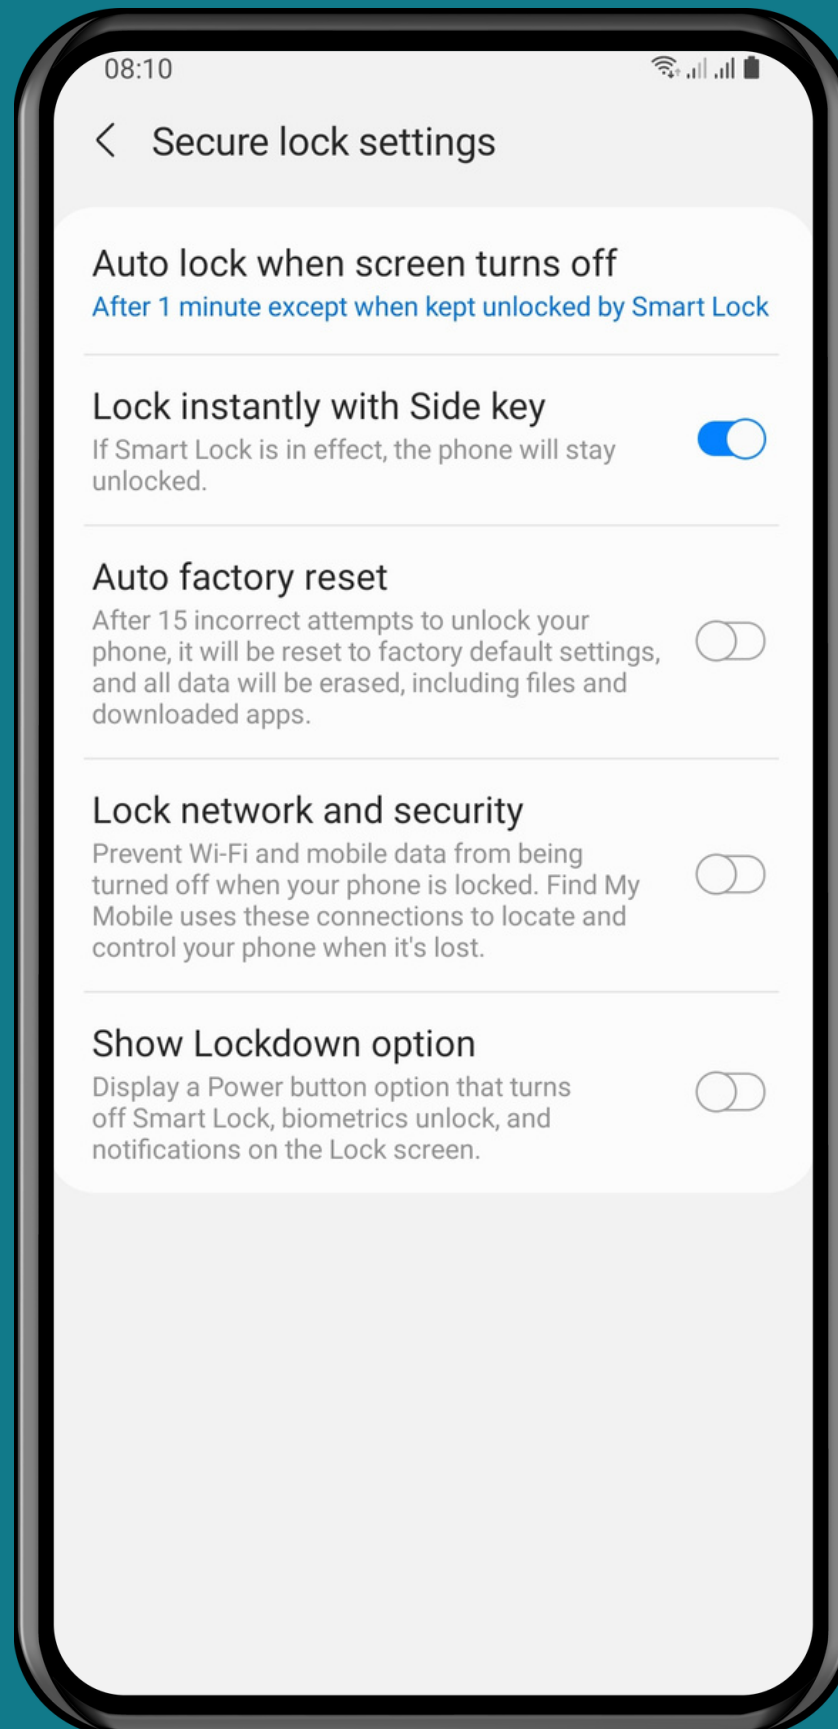 08:10
Secure lock settings
Auto lock when screen turns off
After 1 minute except when kept unlocked by Smart Lock
Lock instantly with Side key
If Smart Lock is in effect, the phone will stay
unlocked.
Auto factory reset
After 15 incorrect attempts to unlock your
phone, it will be reset to factory default settings,
and all data will be erased, including files and
downloaded apps.
Lock network and security
Prevent Wi-Fi and mobile data from being
turned off when your phone is locked. Find My
Mobile uses these connections to locate and
control your phone when it's lost.
Show Lockdown option
Display a Power button option that turns
off Smart Lock, biometrics unlock, and
notifications on the Lock screen.